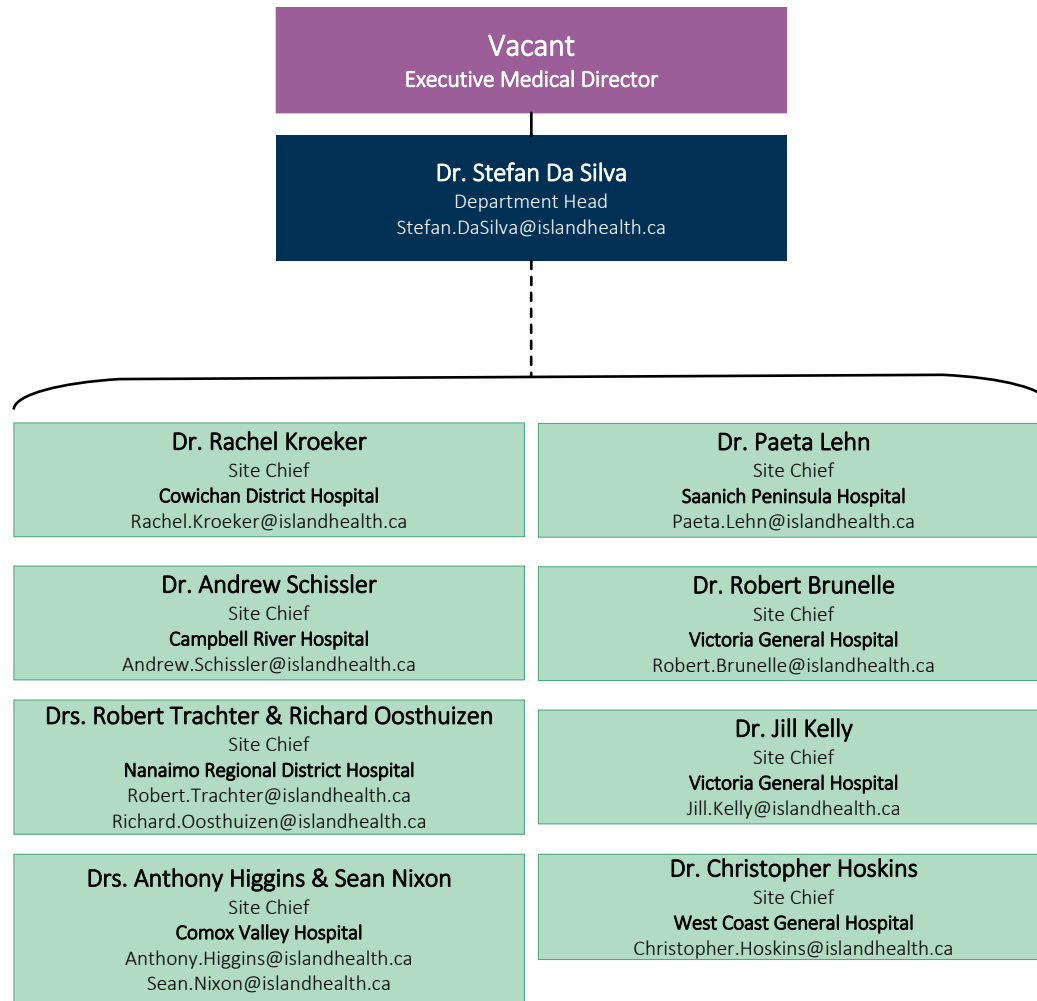 Vacant
Executive Medical Director
Dr. Stefan Da Silva
Department Head
Stefan.DaSilva@islandhealth.ca
Dr. Rachel Kroeker
Site Chief
Cowichan District Hospital
Rachel.Kroeker@islandhealth.ca
Dr. Paeta Lehn
Site Chief
Saanich Peninsula Hospital
Paeta.Lehn@islandhealth.ca
Dr. Andrew Schissler
Site Chief
Campbell River Hospital
Andrew.Schissler@islandhealth.ca
Dr. Robert Brunelle
Site Chief
Victoria General Hospital
Robert.Brunelle@islandhealth.ca
Drs. Robert Trachter & Richard Oosthuizen
Site Chief
Nanaimo Regional District Hospital
Robert.Trachter@islandhealth.ca
Richard.Oosthuizen@islandhealth.ca
Dr. Jill Kelly
Site Chief
Victoria General Hospital
Jill.Kelly@islandhealth.ca
Drs. Anthony Higgins & Sean Nixon
Site Chief
Comox Valley Hospital
Anthony.Higgins@islandhealth.ca
Sean.Nixon@islandhealth.ca
Dr. Christopher Hoskins
Site Chief
West Coast General Hospital
Christopher.Hoskins@islandhealth.ca